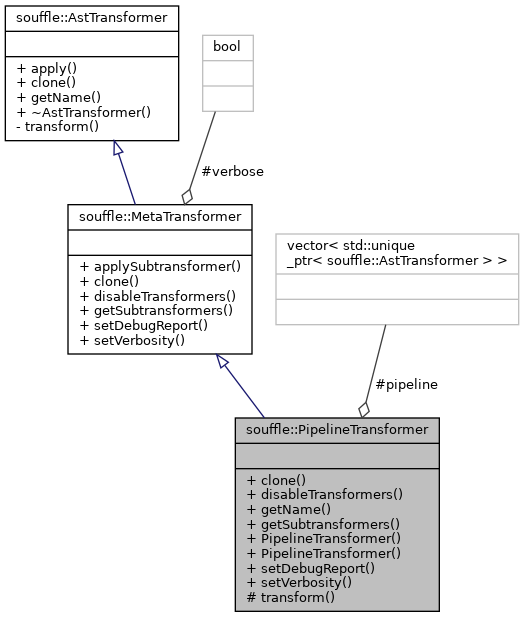 souffle::AstTransformer
+ apply()
+ clone()
+ getName()
+ ~AstTransformer()
- transform()
bool
#verbose
souffle::MetaTransformer
+ applySubtransformer()
+ clone()
+ disableTransformers()
+ getSubtransformers()
+ setDebugReport()
+ setVerbosity()
vector< std::unique
_ptr< souffle::AstTransformer > >
#pipeline
souffle::PipelineTransformer
+ clone()
+ disableTransformers()
+ getName()
+ getSubtransformers()
+ PipelineTransformer()
+ PipelineTransformer()
+ setDebugReport()
+ setVerbosity()
# transform()